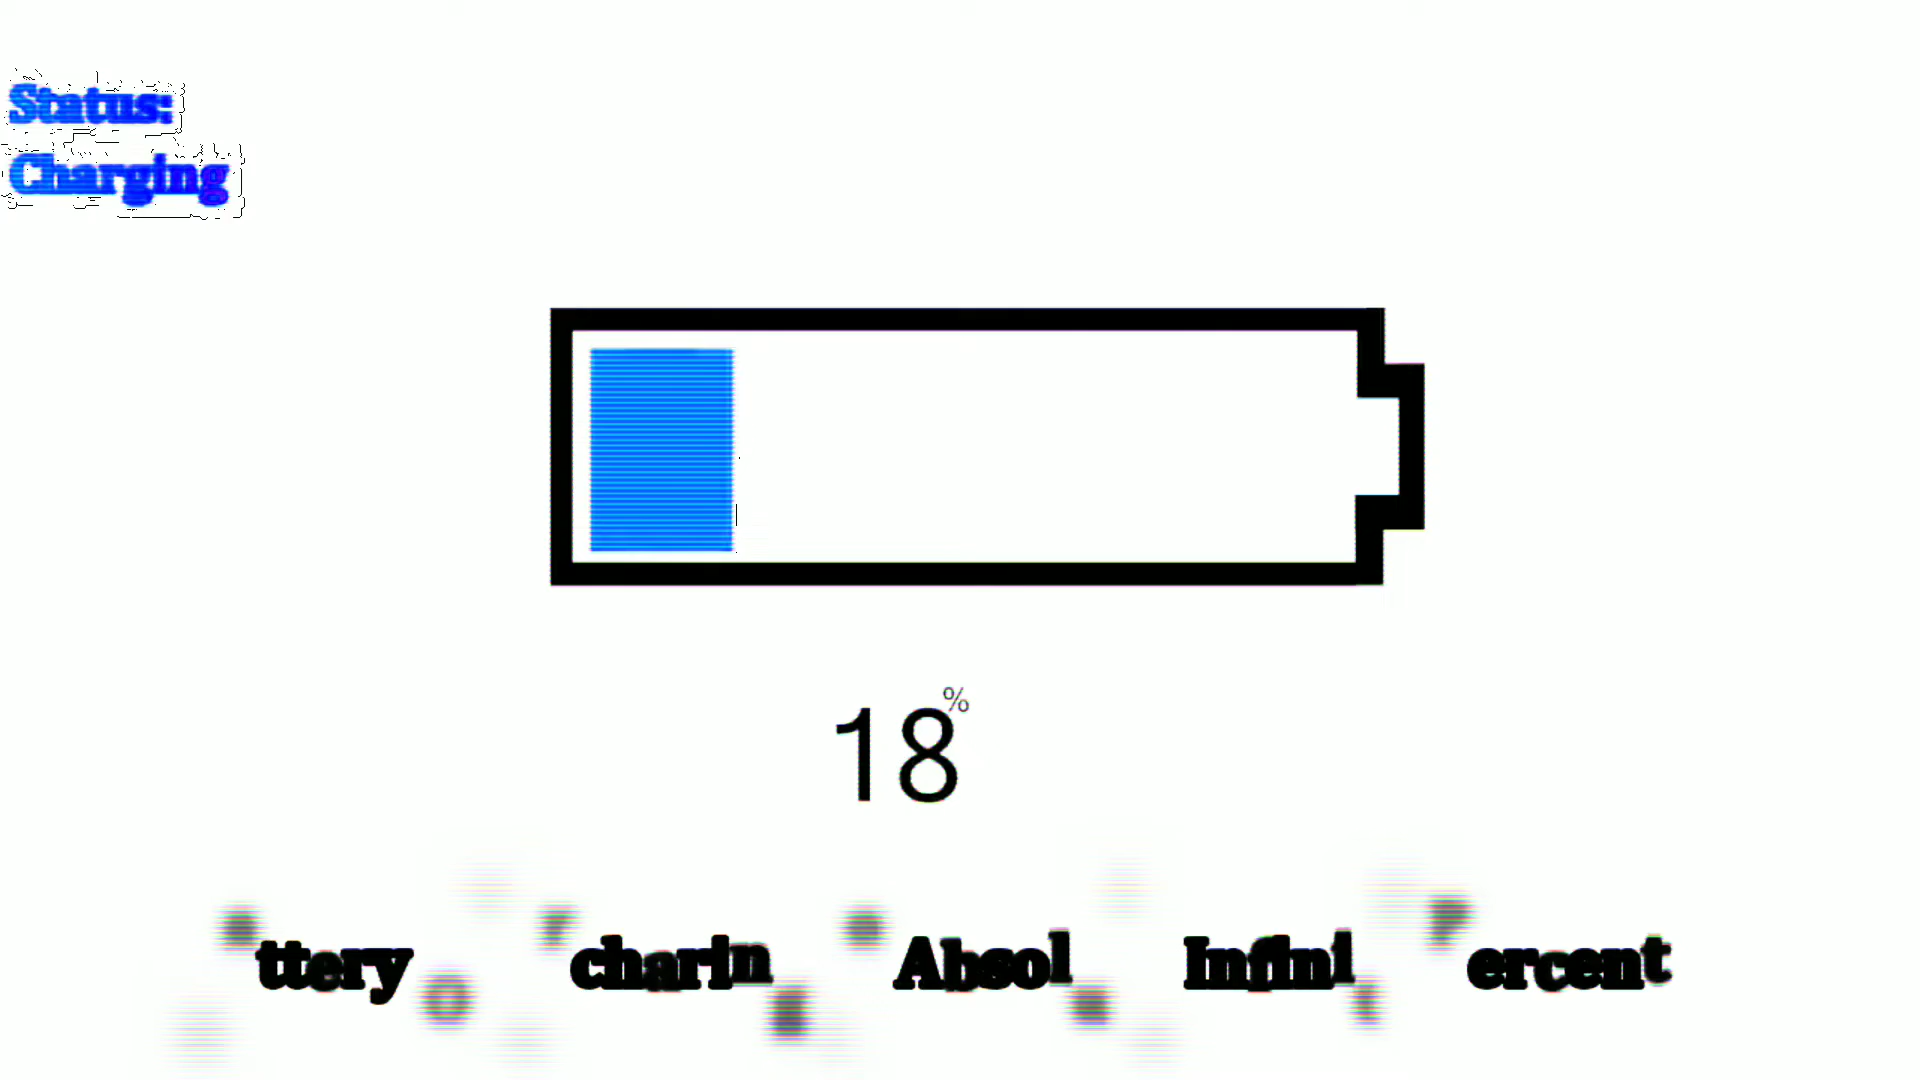 Status:
Charging
18%
ttery charin Absol Infini ercent